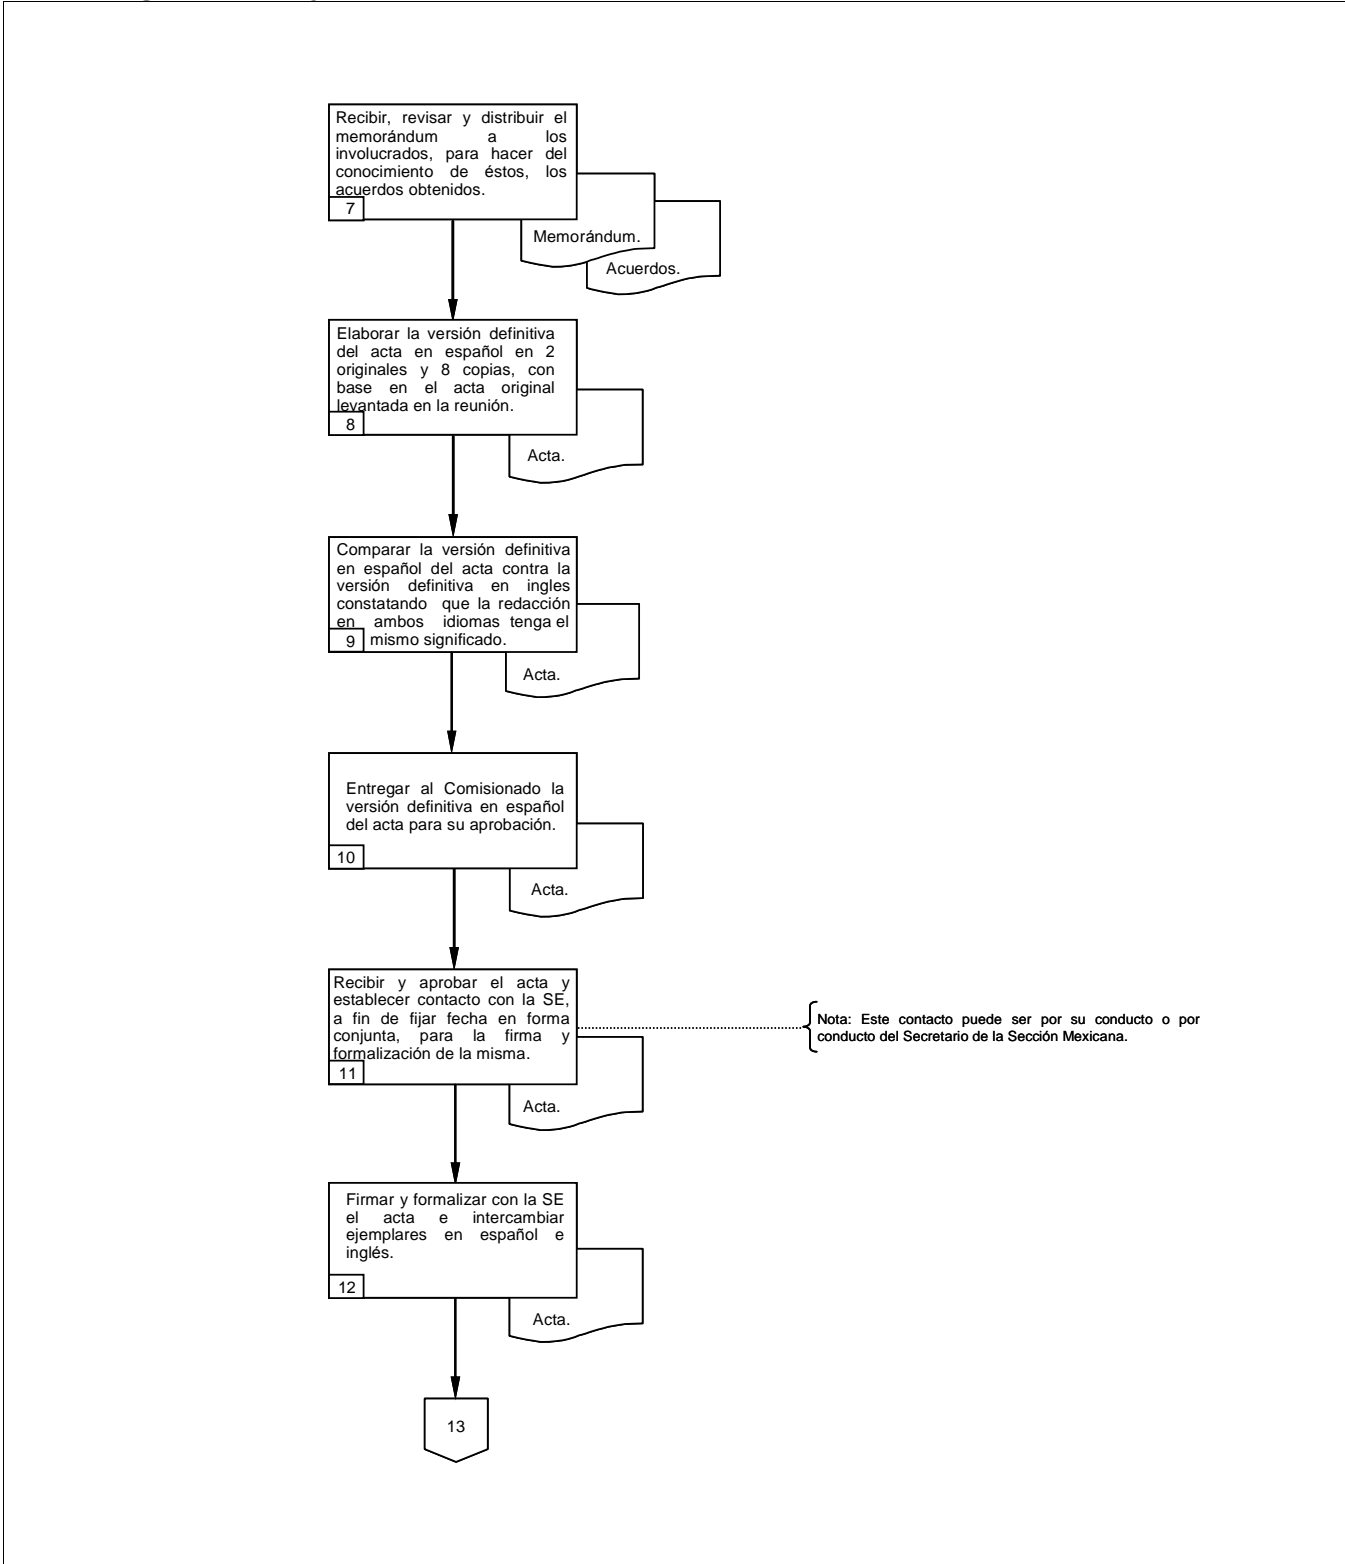 Recibir, revisar y distribuir el
memorándum a los
involucrados, para hacer del
conocimiento de éstos, los
acuerdos obtenidos.
7
Memorándum.
Acuerdos.
Elaborar la versión definitiva
del acta en español en 2
originales y 8 copias, con
base en el acta original
levantada en la reunión.
8
Acta.
Comparar la versión definitiva
en español del acta contra la
versión definitiva en ingles
constatando que la redacción
en ambos idiomas tenga el
mismo significado.
9
Acta.
Entregar al Comisionado la
versión definitiva en español
del acta para su aprobación.
10
Acta.
Recibir y aprobar el acta y
establecer contacto con la SE,
a fin de fijar fecha en forma
conjunta, para la firma y
formalización de la misma.
11
Nota: Este contacto puede ser por su conducto o por
conducto del Secretario de la Sección Mexicana.
Acta.
Firmar y formalizar con la SE
el acta e intercambiar
ejemplares en español e
inglés.
12
Acta.
13